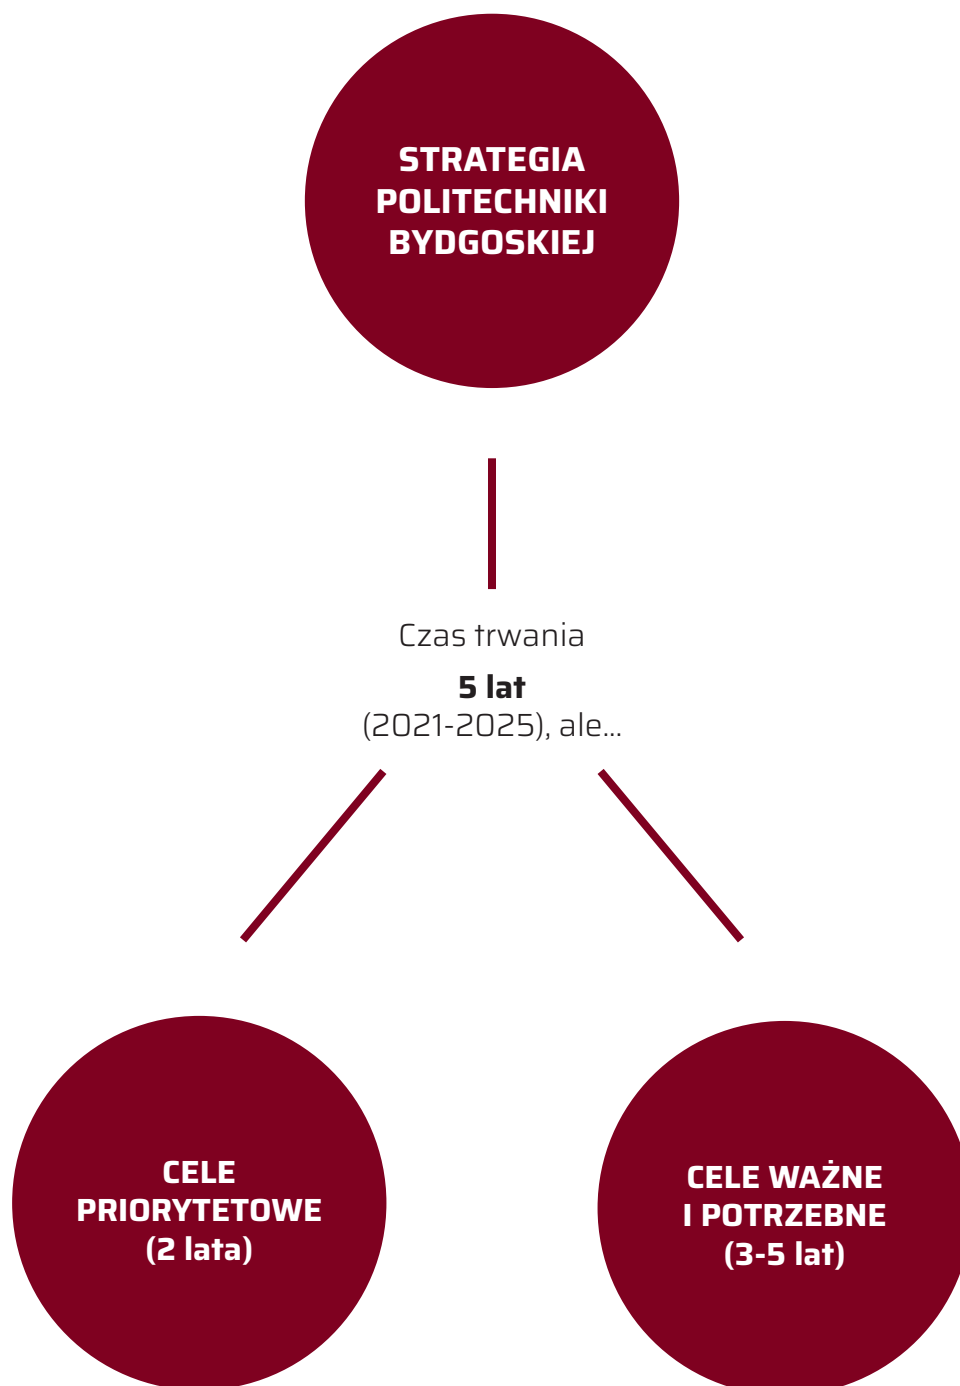 STRATEGIA
POLITECHNIKI
BYDGOSKIEJ
Czas trwania
5 lat
(2021-2025), ale...
CELE
PRIORYTETOWE
(2 lata)
CELE WAŻNE
I POTRZEBNE
(3-5 lat)